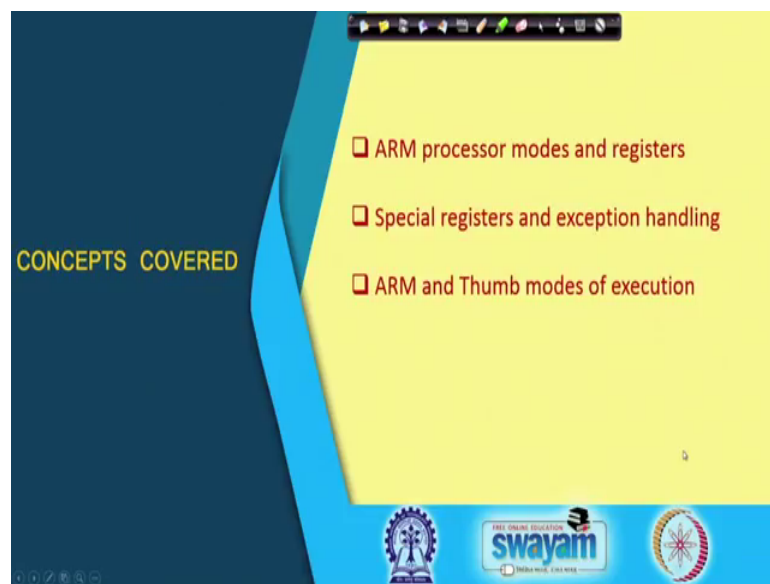 CONCEPTS COVERED
❑ ARM processor modes and registers
❑ Special registers and exception handling
❑ ARM and Thumb modes of execution
FREE ONLINE EDUCATION
swayam